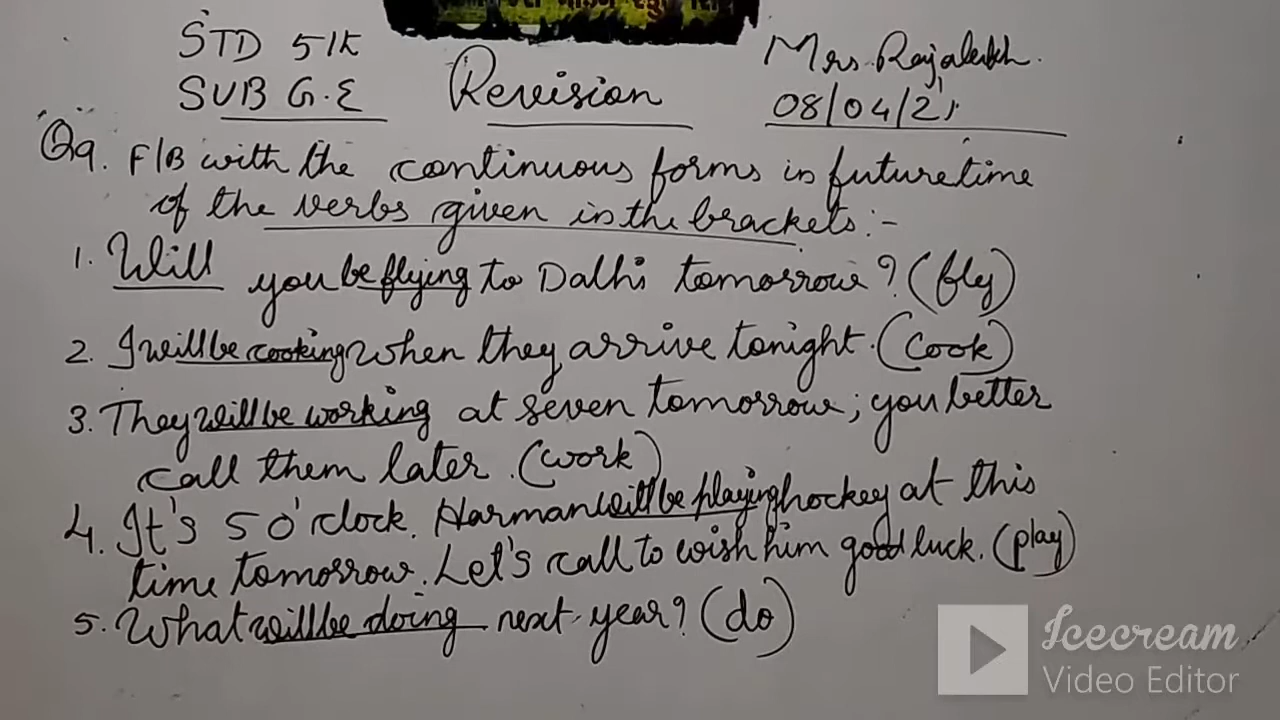 STD 5th
SUB G.E
Revision
Mrs. Rajalekh.
08/04/21
Q9. F/B with the continuous forms in future time
of the verbs given in the brackets:-
1. Will you be flying to Dalhi tomorrow? (fly)
2. I will be cooking when they arrive tonight. (Cook)
3. They will be working at seven tomorrow; you better
call them later. (work)
4. It's 5 O'clock. Harman will be playing hockey at this
time tomorrow. Let's call to wish him good luck. (play)
5. What will be doing next year? (do)
Icecream
Video Editor